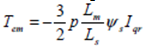 T_em = -3/2 p L_m/L_s ψ_s I_qr